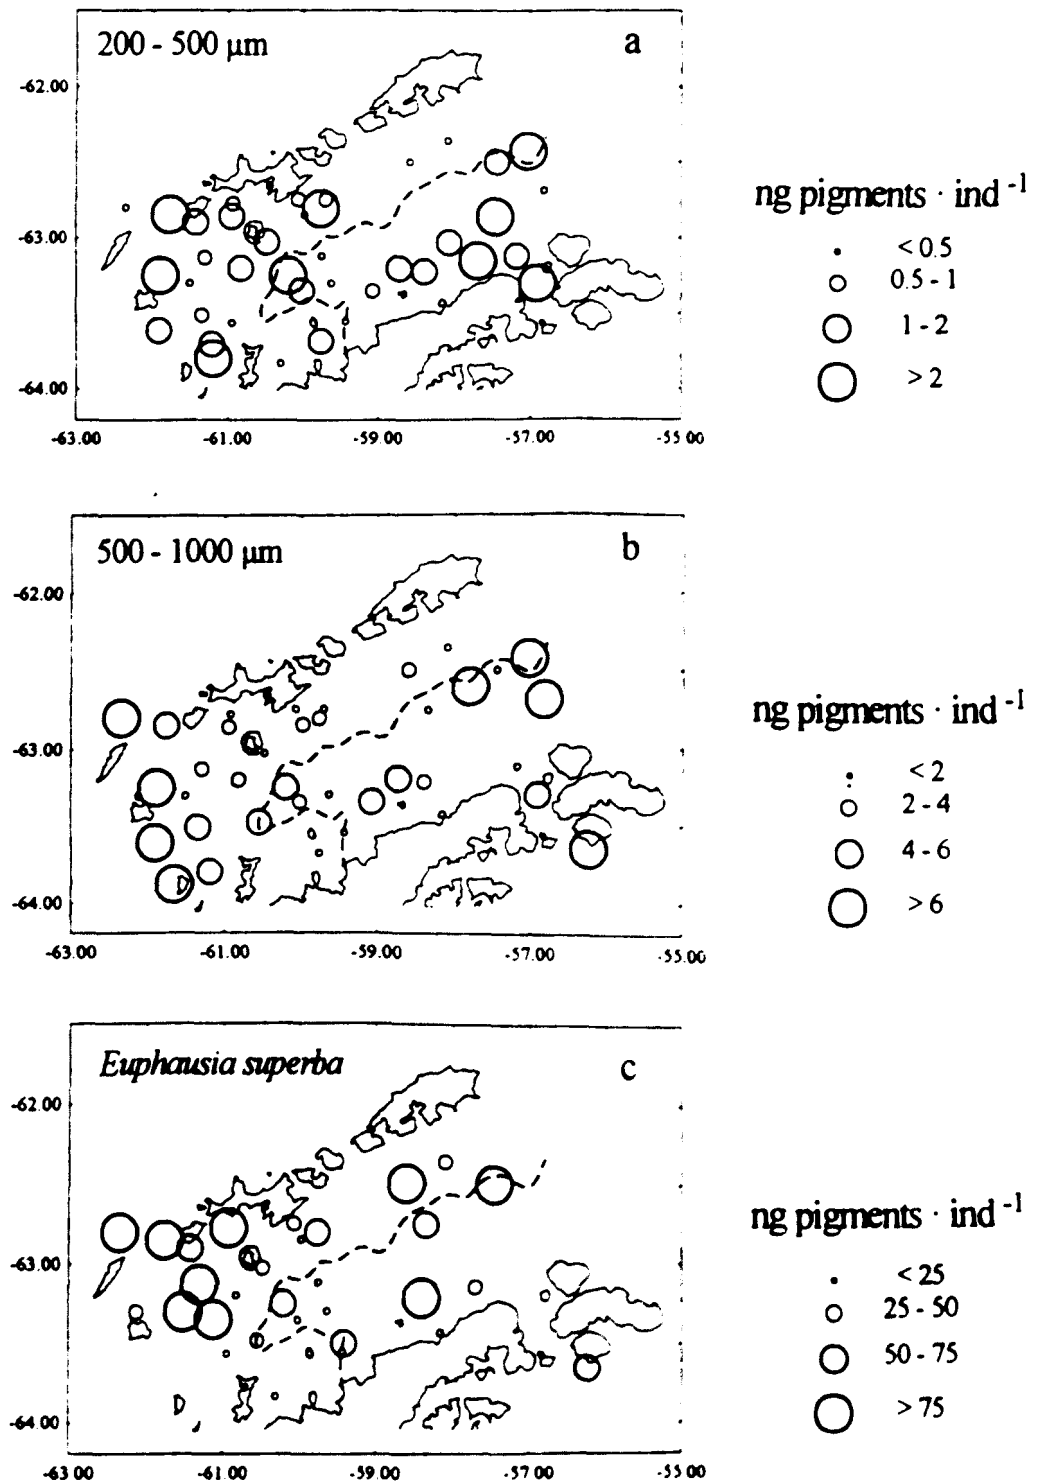 200 - 500 μm
a
-62.00
-63.00
-64.00
-63.00 -61.00 -59.00 -57.00 -55.00
ng pigments · ind -1
< 0.5
0.5 - 1
1 - 2
> 2
500 - 1000 μm
b
-62.00
-63.00
-64.00
-63.00 -61.00 -59.00 -57.00 -55.00
ng pigments · ind -1
< 2
2 - 4
4 - 6
> 6
Euphausia superba
c
-62.00
-63.00
-64.00
-63.00 -61.00 -59.00 -57.00 -55.00
ng pigments · ind -1
< 25
25 - 50
50 - 75
> 75